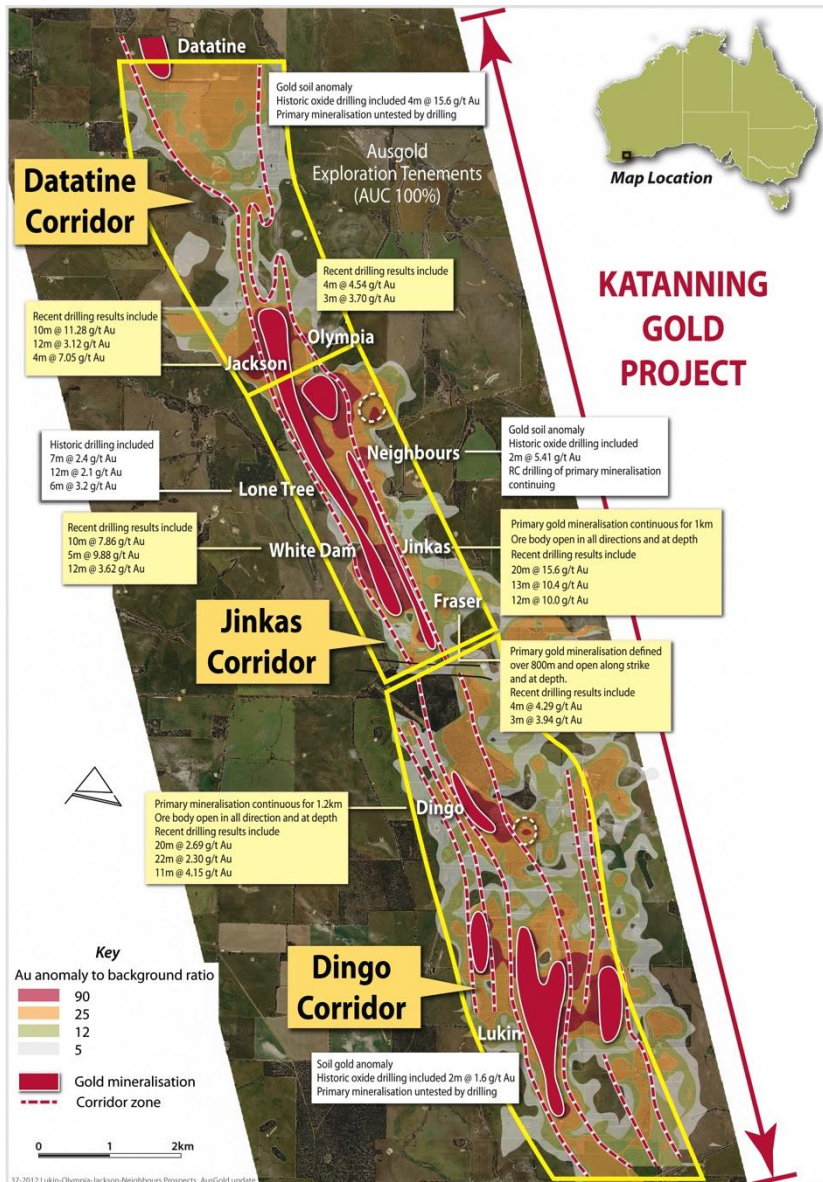 Datatine
Gold soil anomaly
Historic oxide drilling included 4m @ 15.6 g/t Au
Primary mineralisation untested by drilling
Ausgold
Exploration Tenements
(AUC 100%)
Map Location
Datatine
Corridor
KATANNING
GOLD
PROJECT
Recent drilling results include
4m @ 4.54 g/t Au
3m @ 3.70 g/t Au
Recent drilling results include
10m @ 11.28 g/t Au
12m @ 3.12 g/t Au
4m @ 7.05 g/t Au
Olympia
Jackson
Historic drilling included
7m @ 2.4 g/t Au
12m @ 2.1 g/t Au
6m @ 3.2 g/t Au
Neighbours
Gold soil anomaly
Historic oxide drilling included
2m @ 5.41 g/t Au
RC drilling of primary mineralisation
continuing
Lone Tree
Recent drilling results include
10m @ 7.86 g/t Au
5m @ 9.88 g/t Au
12m @ 3.62 g/t Au
White Dam
Jinkas
Primary gold mineralisation continuous for 1km
Ore body open in all directions and at depth
Recent drilling results include
20m @ 15.6 g/t Au
13m @ 10.4 g/t Au
12m @ 10.0 g/t Au
Fraser
Jinkas
Corridor
Primary gold mineralisation defined
over 800m and open along strike
and at depth.
Recent drilling results include
4m @ 4.29 g/t Au
3m @ 3.94 g/t Au
Dingo
Primary mineralisation continuous for 1.2km
Ore body open in all direction and at depth
Recent drilling results include
20m @ 2.69 g/t Au
22m @ 2.30 g/t Au
11m @ 4.15 g/t Au
Dingo
Corridor
Lukin
Soil gold anomaly
Historic oxide drilling included 2m @ 1.6 g/t Au
Primary mineralisation untested by drilling
Key
Au anomaly to background ratio
90
25
12
5
Gold mineralisation
Corridor zone
0 1 2km
37-2012 Lukin-Olympia-Jackson-Neighbours Prospects, AusGold update